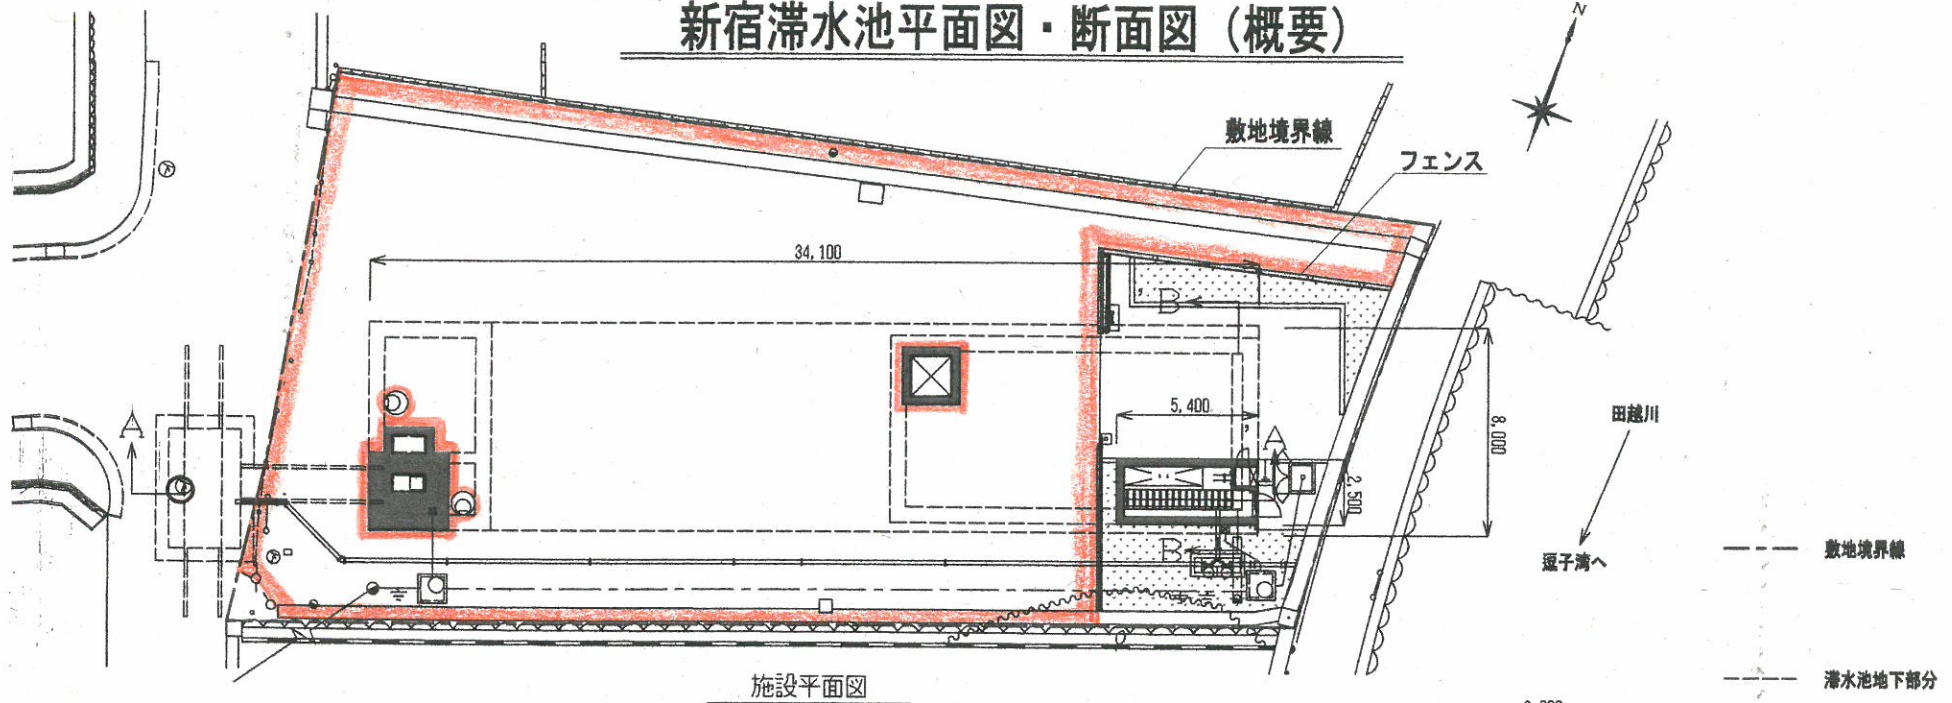 新宿滞水池平面図・断面図（概要）
N
敷地境界線
フェンス
34,100
B
5,400
A
A
8,000
2,500
田越川
B
逗子湾へ
敷地境界線
施設平面図
滞水池地下部分